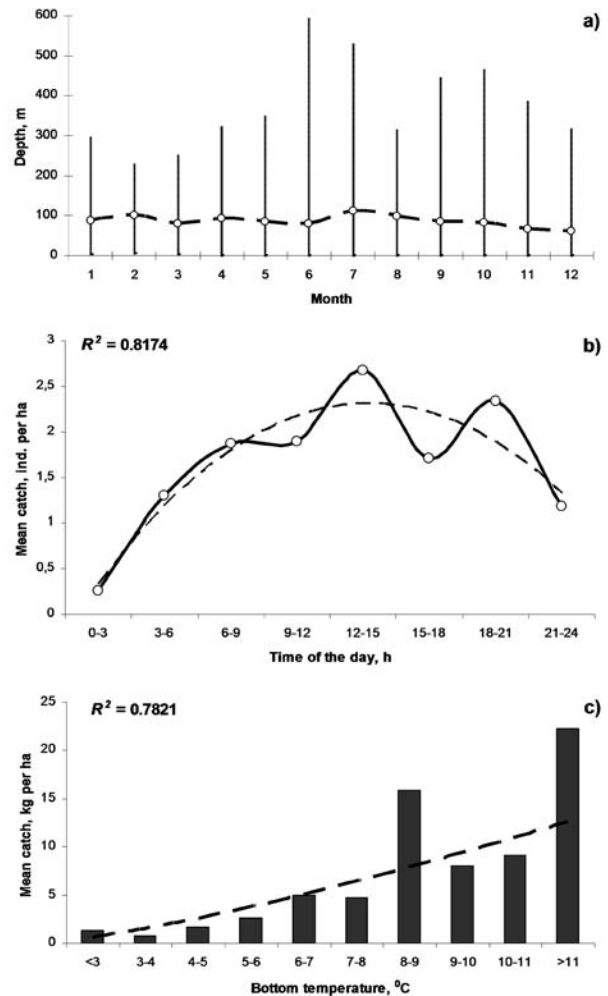 a)
600
500
400
300
200
100
0
Depth, m
1 2 3 4 5 6 7 8 9 10 11 12
Month
R² = 0.8174
b)
3
2,5
2
1,5
1
0,5
0
Mean catch, ind. per ha
0-3 3-6 6-9 9-12 12-15 15-18 18-21 21-24
Time of the day, h
R² = 0.7821
c)
25
20
15
10
5
0
Mean catch, kg per ha
<3 3-4 4-5 5-6 6-7 7-8 8-9 9-10 10-11 >11
Bottom temperature, ⁰C